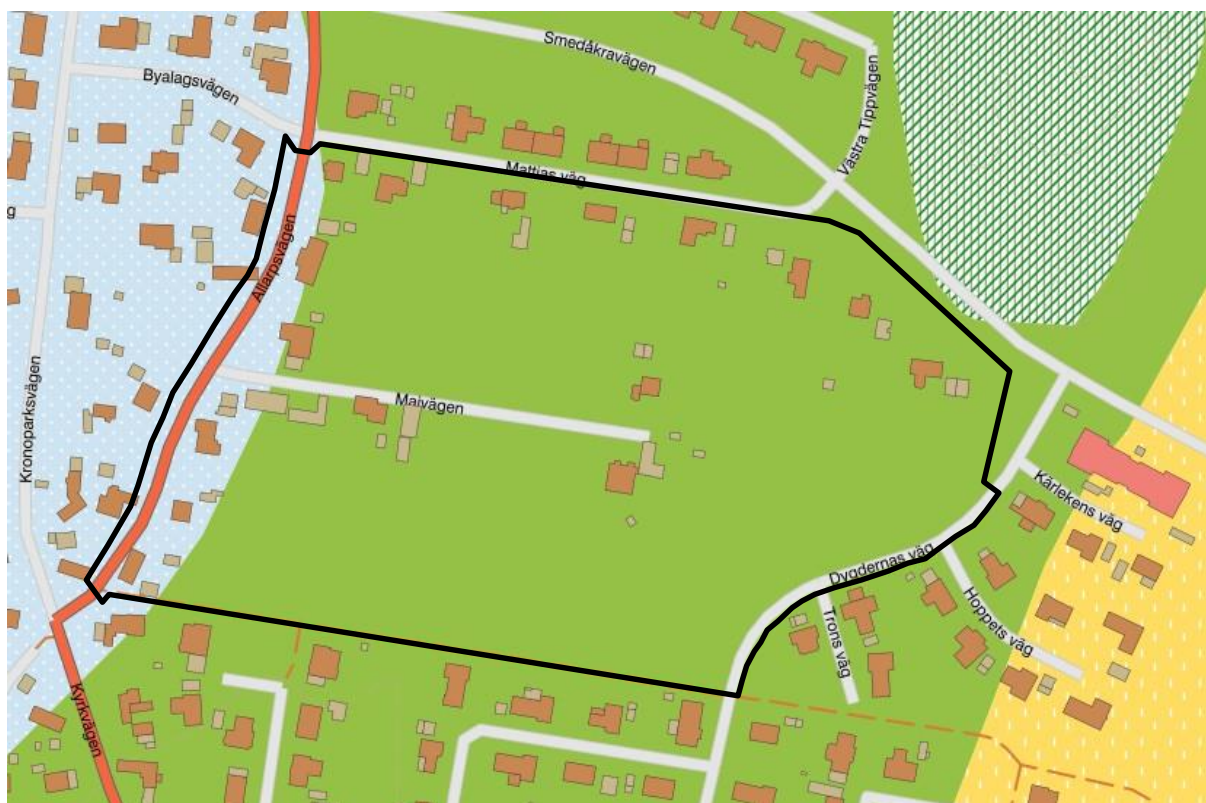 Smedåkravägen
Byalagsvägen
Västra Tippvägen
Mattias väg
g
Allarpsvägen
Majvägen
Kronoparksvägen
Kärlekens väg
Dygdernas väg
Hoppets väg
Trons väg
Kyrkvägen